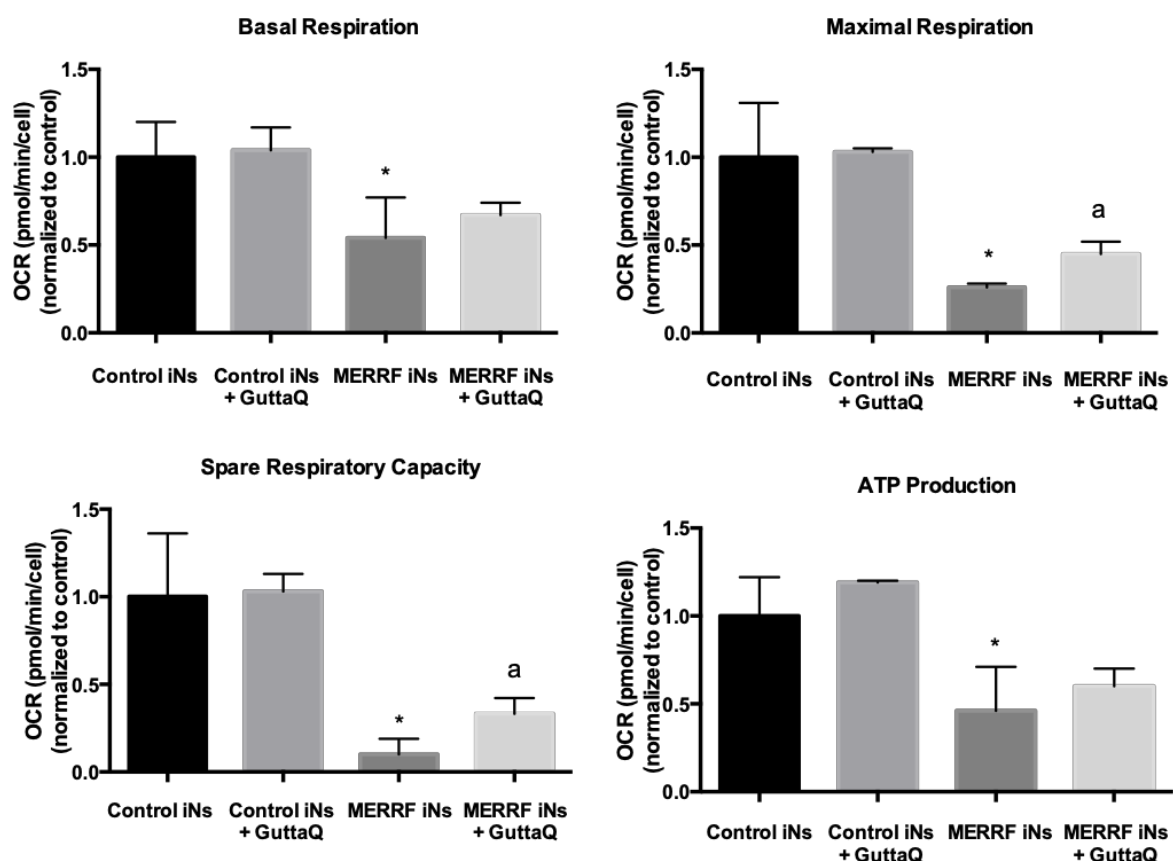 Basal Respiration
OCR (pmol/min/cell)
(normalized to control)
1.5
1.0
0.5
0.0
*
Control iNs
Control iNs
+ GuttaQ
MERRF iNs
MERRF iNs
+ GuttaQ
Maximal Respiration
OCR (pmol/min/cell)
(normalized to control)
1.5
1.0
0.5
0.0
*
a
Control iNs
Control iNs
+ GuttaQ
MERRF iNs
MERRF iNs
+ GuttaQ
Spare Respiratory Capacity
OCR (pmol/min/cell)
(normalized to control)
1.5
1.0
0.5
0.0
*
a
Control iNs
Control iNs
+ GuttaQ
MERRF iNs
MERRF iNs
+ GuttaQ
ATP Production
OCR (pmol/min/cell)
(normalized to control)
1.5
1.0
0.5
0.0
*
Control iNs
Control iNs
+ GuttaQ
MERRF iNs
MERRF iNs
+ GuttaQ